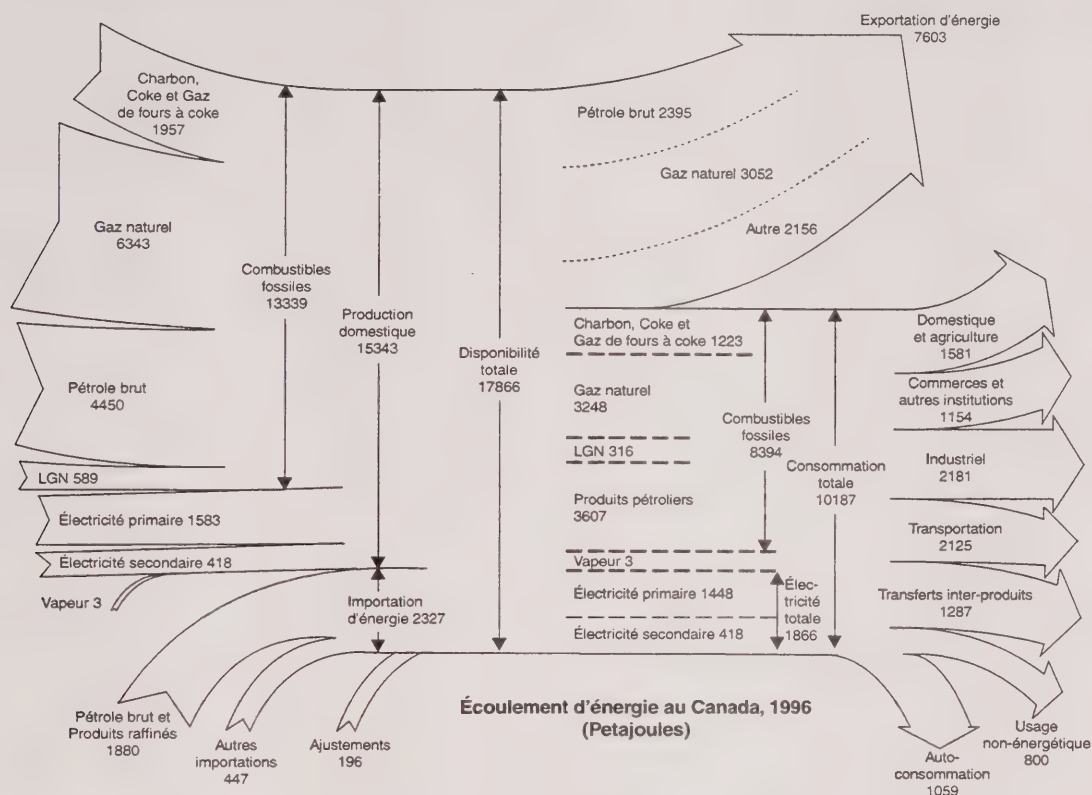 Exportation d'énergie
7603
Charbon,
Coke et Gaz
de fours à coke
1957
Pétrole brut 2395
Gaz naturel 3052
Autre 2156
Gaz naturel
6343
Combustibles
fossiles
13339
Production
domestique
15343
Disponibilité
totale
17866
Charbon, Coke et
Gaz de fours à coke 1223
Domestique
et agriculture
1581
Pétrole brut
4450
Gaz naturel
3248
Combustibles
fossiles
8394
Commerces et
autres institutions
1154
LGN 316
Consommation
totale
10187
Industriel
2181
LGN 589
Produits pétroliers
3607
Électricité primaire 1583
Transportation
2125
Électricité secondaire 418
Vapeur 3
Vapeur 3
Importation
d'énergie 2327
Électricité primaire 1448
Élec-
tricité
totale
1866
Transferts inter-produits
1287
Électricité secondaire 418
Écoulement d'énergie au Canada, 1996
(Petajoules)
Pétrole brut et
Produits raffinés
1880
Autres
importations
447
Ajustements
196
Usage
non-énergétique
800
Auto-
consommation
1059